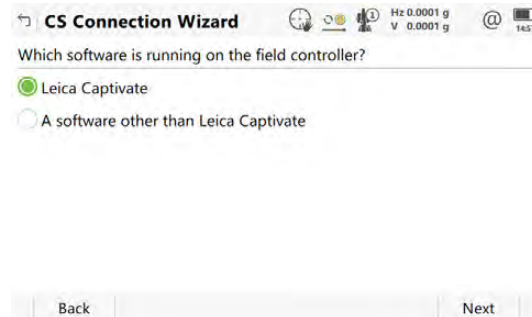 CS Connection Wizard
1
Hz 0.0001 g
V 0.0001 g
@
Which software is running on the field controller?
Leica Captivate
A software other than Leica Captivate
Back
Next